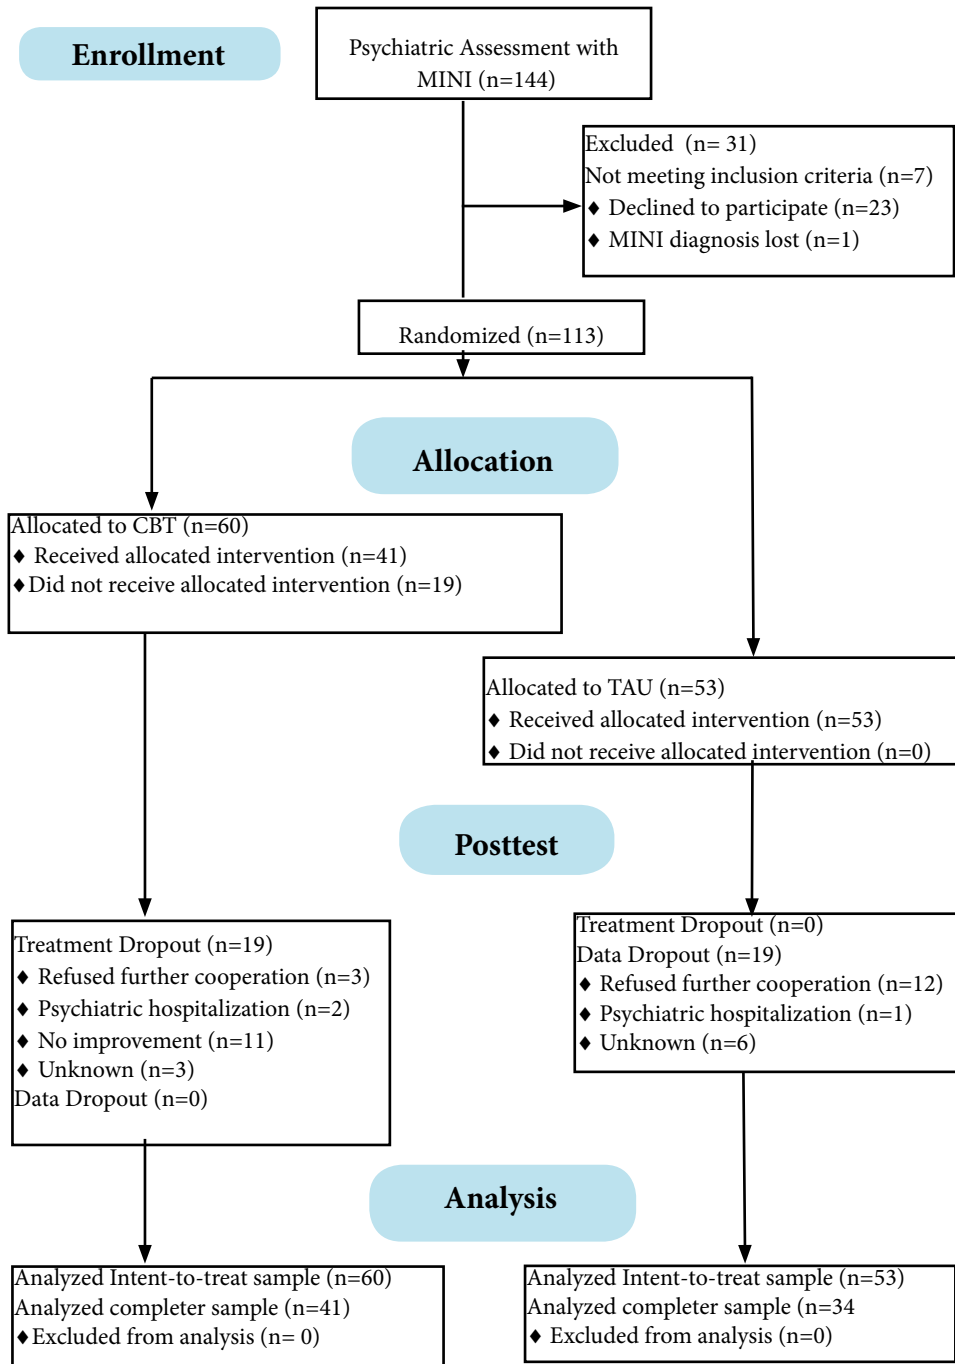 Enrollment
Psychiatric Assessment with
MINI (n=144)
Excluded (n= 31)
Not meeting inclusion criteria (n=7)
♦ Declined to participate (n=23)
♦ MINI diagnosis lost (n=1)
Randomized (n=113)
Allocation
Allocated to CBT (n=60)
♦ Received allocated intervention (n=41)
♦Did not receive allocated intervention (n=19)
Allocated to TAU (n=53)
♦ Received allocated intervention (n=53)
♦ Did not receive allocated intervention (n=0)
Posttest
Treatment Dropout (n=19)
♦ Refused further cooperation (n=3)
♦ Psychiatric hospitalization (n=2)
♦ No improvement (n=11)
♦ Unknown (n=3)
Data Dropout (n=0)
Treatment Dropout (n=0)
Data Dropout (n=19)
♦ Refused further cooperation (n=12)
♦ Psychiatric hospitalization (n=1)
♦ Unknown (n=6)
Analysis
Analyzed Intent-to-treat sample (n=60)
Analyzed completer sample (n=41)
♦Excluded from analysis (n= 0)
Analyzed Intent-to-treat sample (n=53)
Analyzed completer sample (n=34
♦ Excluded from analysis (n=0)